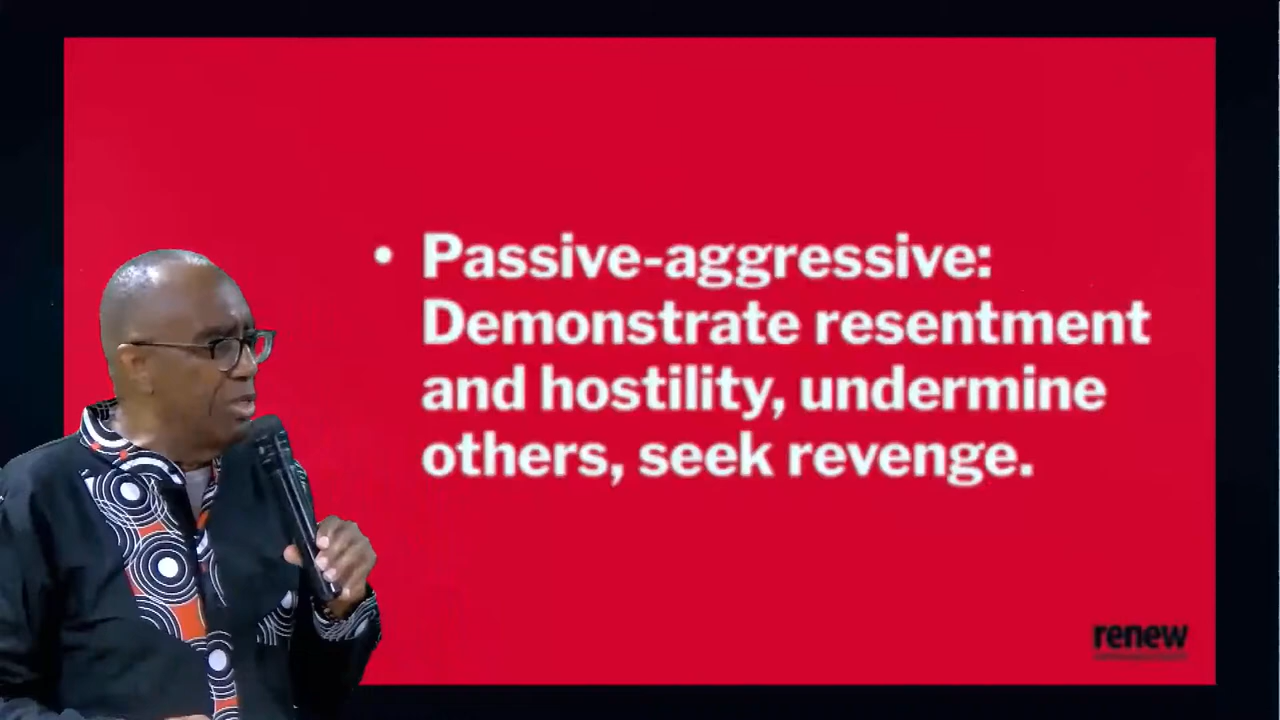 • Passive-aggressive:
Demonstrate resentment
and hostility, undermine
others, seek revenge.
renew